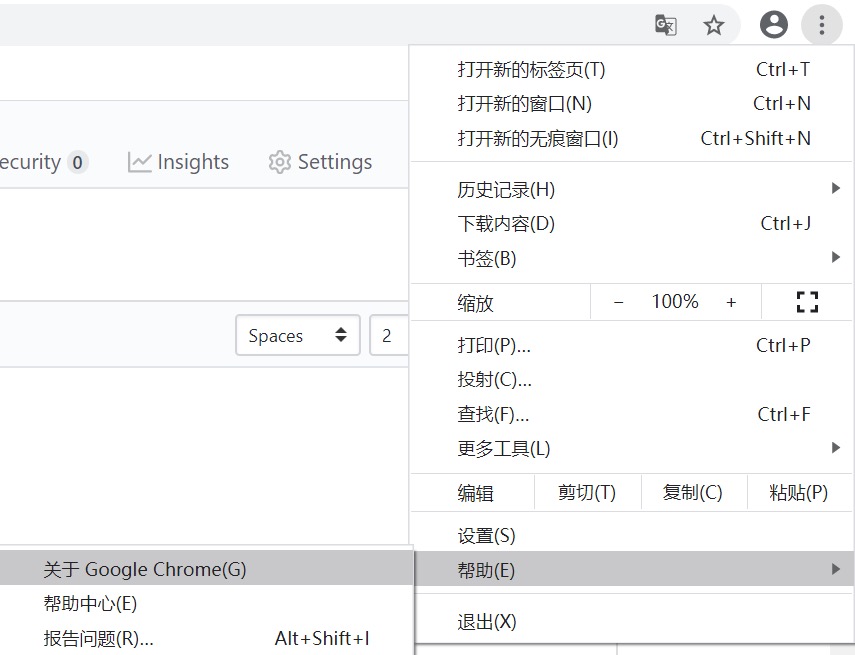 打开新的标签页(T) Ctrl+T
打开新的窗口(N) Ctrl+N
打开新的无痕窗口(I) Ctrl+Shift+N
ecurity 0 Insights Settings
历史记录(H)
下载内容(D) Ctrl+J
书签(B)
缩放 − 100% +
Spaces 2
打印(P)... Ctrl+P
投射(C)...
查找(F)... Ctrl+F
更多工具(L)
编辑 剪切(T) 复制(C) 粘贴(P)
设置(S)
帮助(E)
关于 Google Chrome(G)
帮助中心(E)
报告问题(R)... Alt+Shift+I
退出(X)